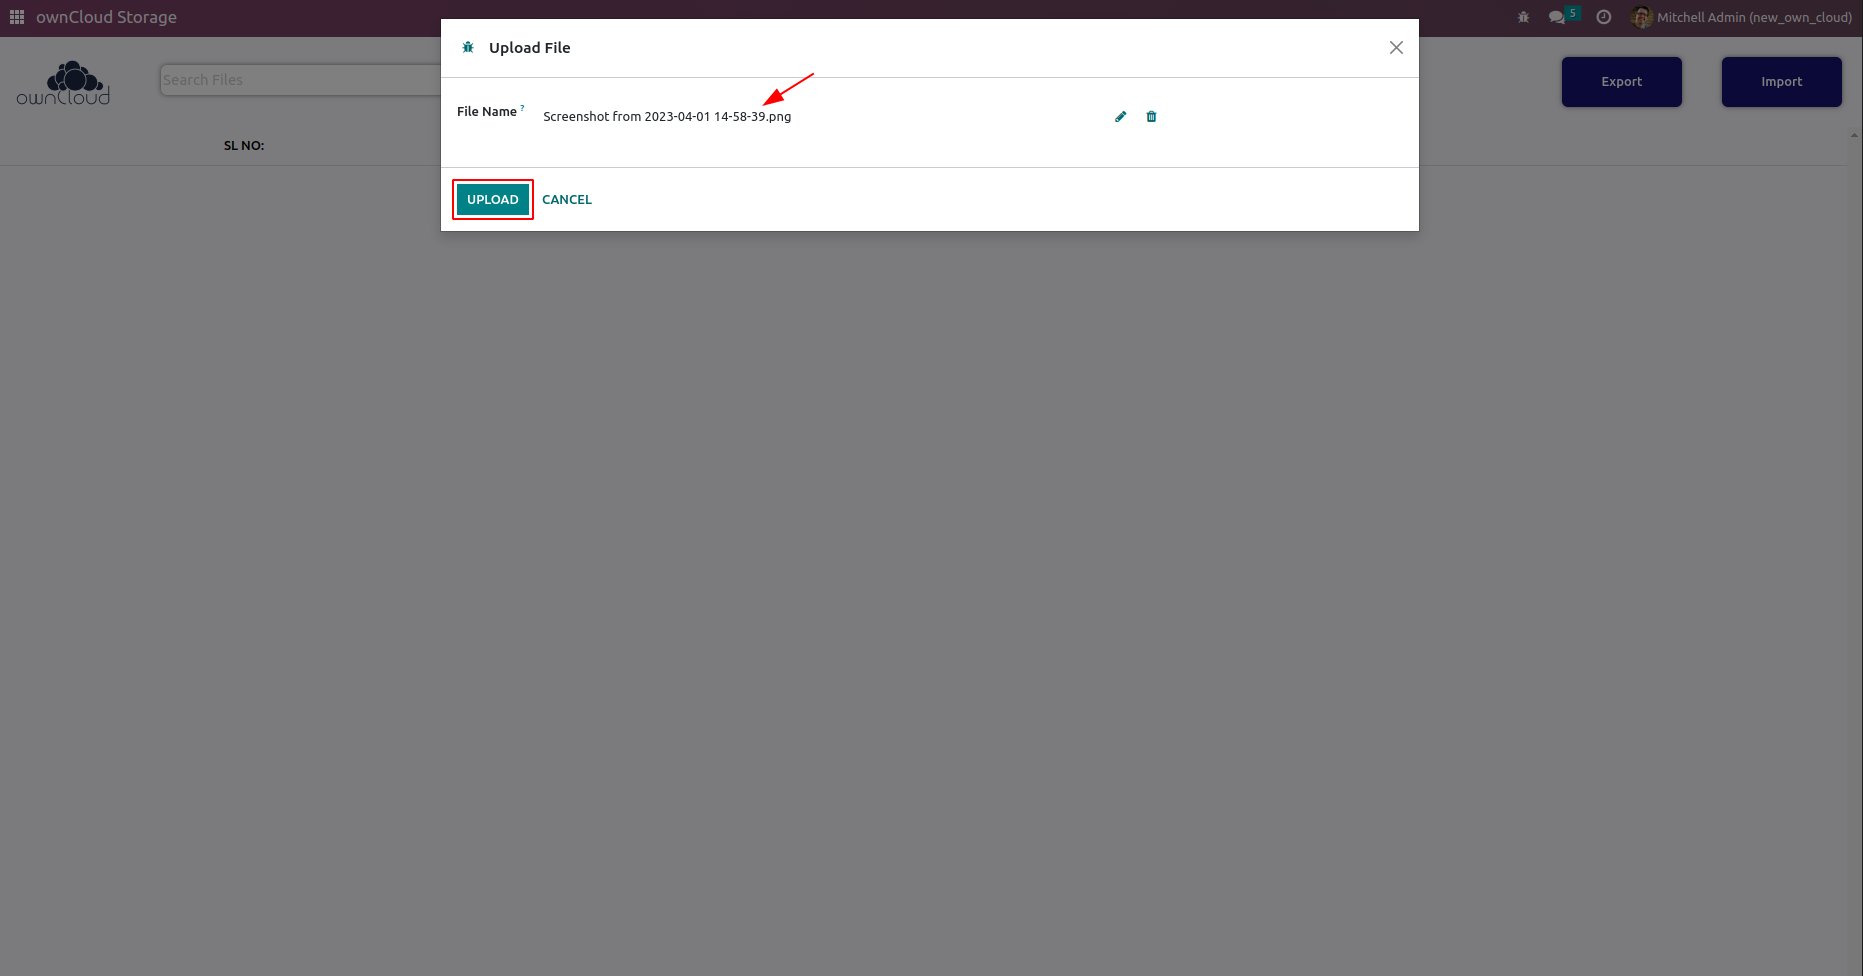 ownCloud Storage
5
Mitchell Admin (new_own_cloud)
Upload File
ownCloud
Search Files
Export
Import
File Name ?
Screenshot from 2023-04-01 14-58-39.png
SL NO:
UPLOAD
CANCEL